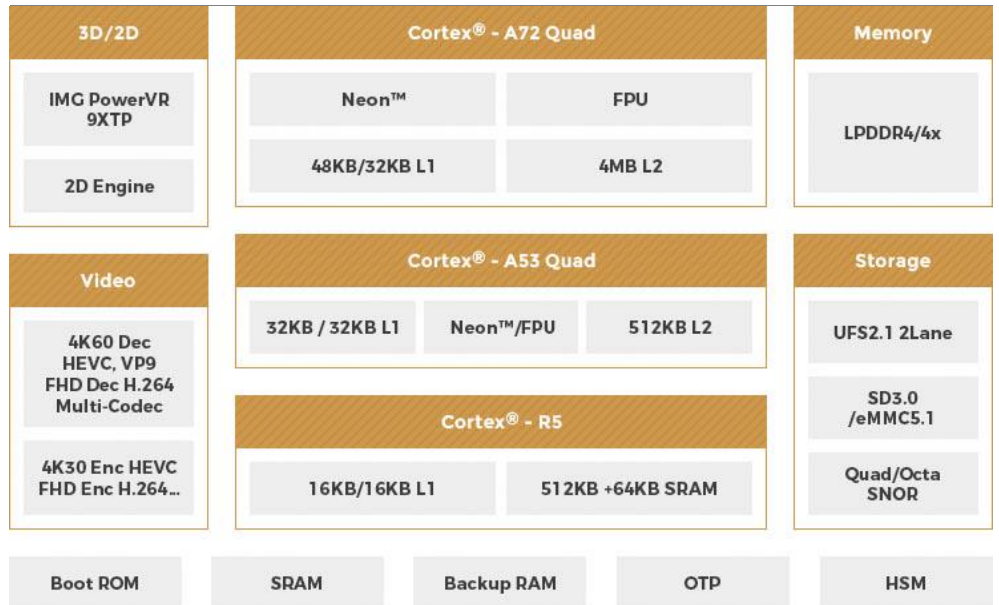 3D/2D
IMG PowerVR
9XTP
2D Engine
Cortex® - A72 Quad
Neon™
FPU
48KB/32KB L1
4MB L2
Memory
LPDDR4/4x
Video
4K60 Dec
HEVC, VP9
FHD Dec H.264
Multi-Codec
4K30 Enc HEVC
FHD Enc H.264...
Cortex® - A53 Quad
32KB / 32KB L1
Neon™/FPU
512KB L2
Cortex® - R5
16KB/16KB L1
512KB +64KB SRAM
Storage
UFS2.1 2Lane
SD3.0
/eMMC5.1
Quad/Octa
SNOR
Boot ROM
SRAM
Backup RAM
OTP
HSM